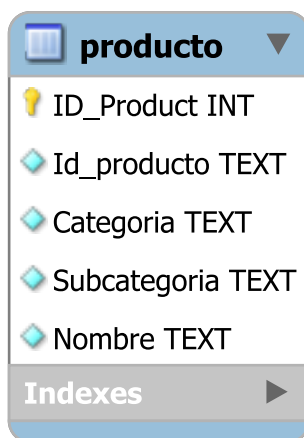 producto
ID_Product INT
Id_producto TEXT
Categoria TEXT
Subcategoria TEXT
Nombre TEXT
Indexes